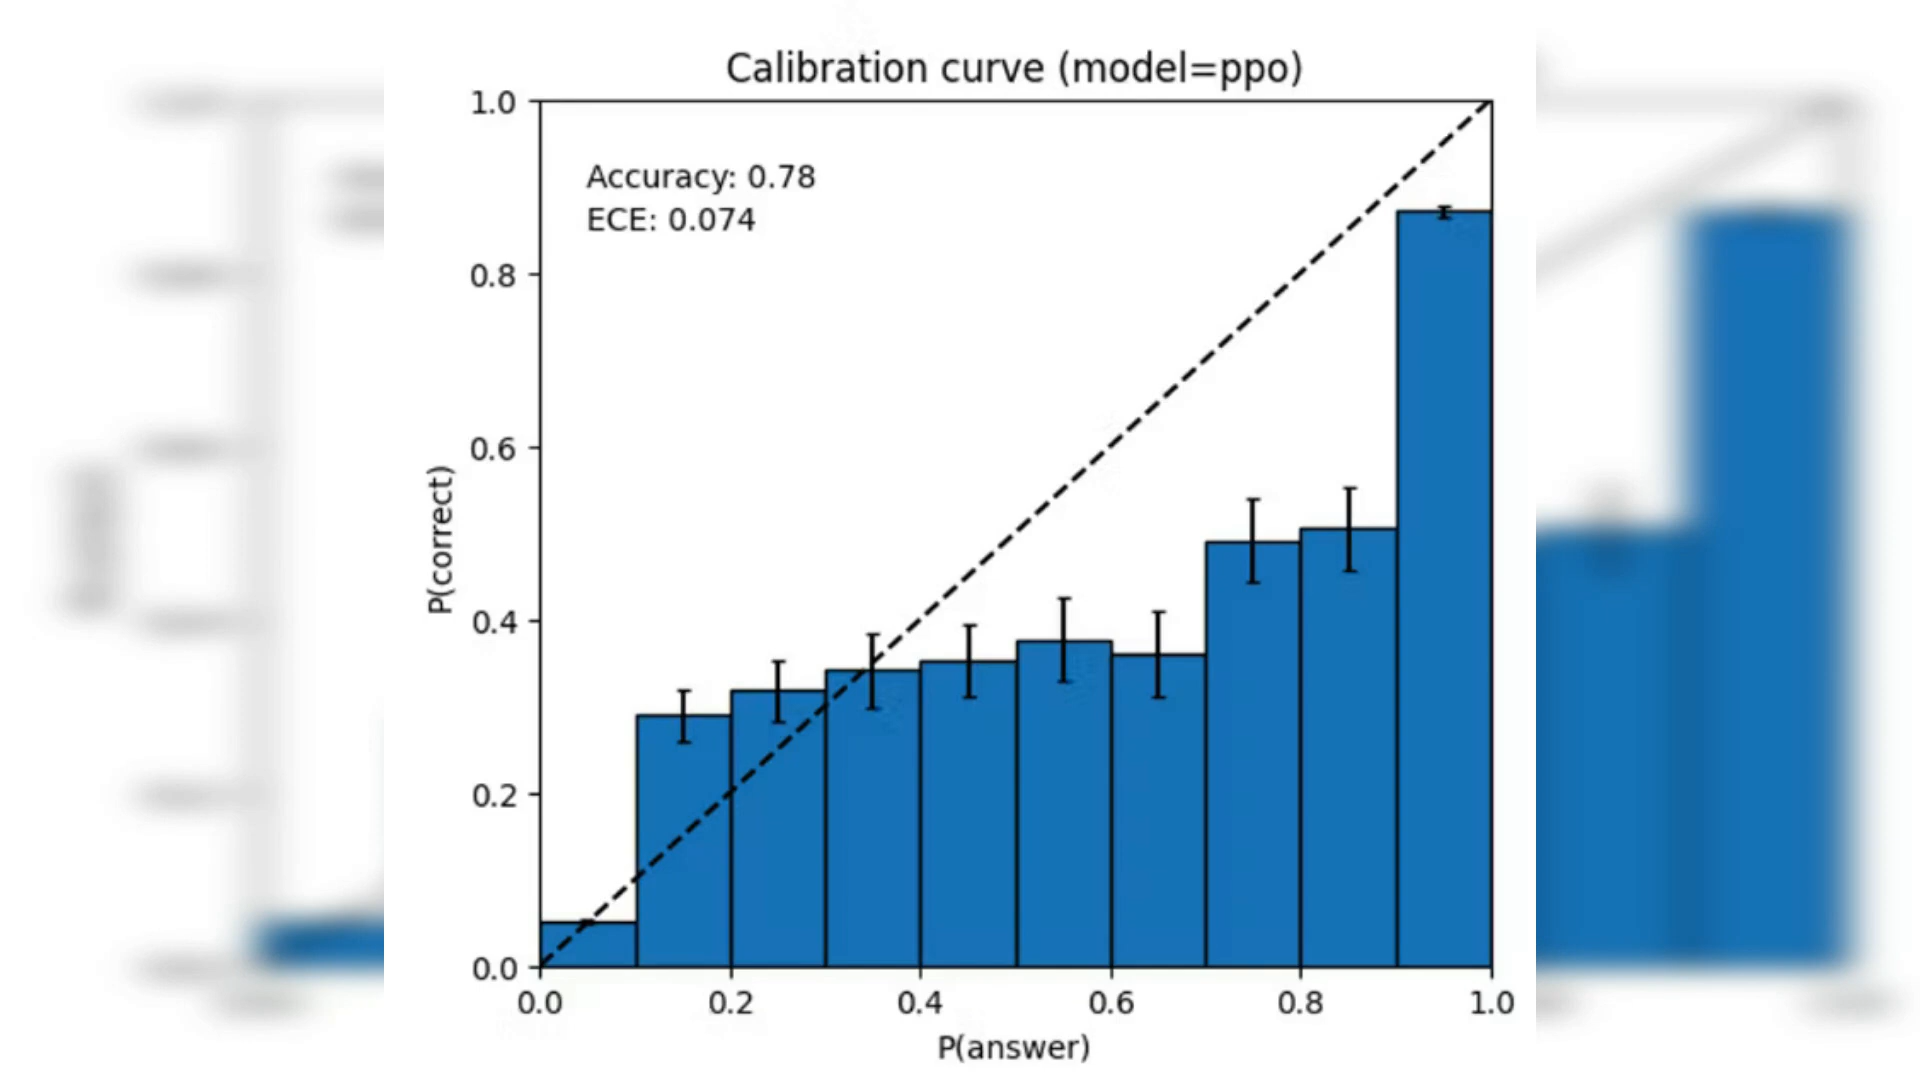 Calibration curve (model=ppo)
1.0
Accuracy: 0.78
ECE: 0.074
0.8
0.6
P(correct)
0.4
0.2
0.0
0.0 0.2 0.4 0.6 0.8 1.0
P(answer)